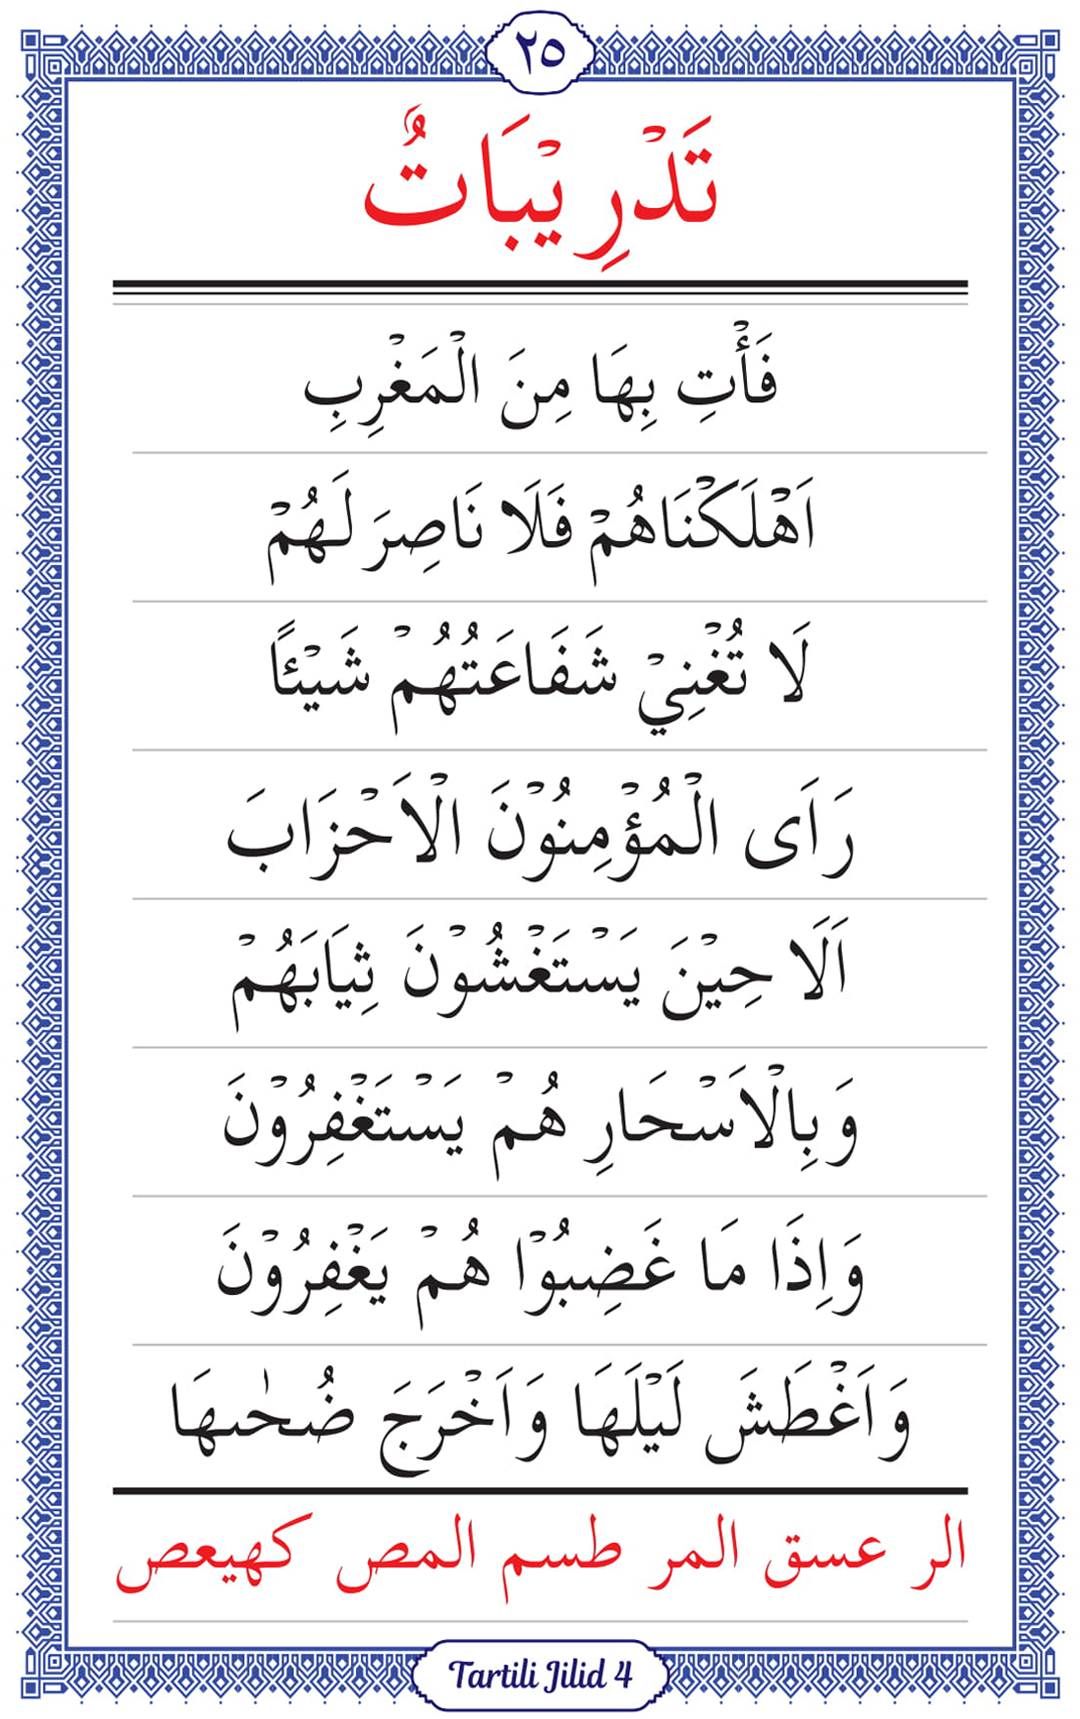 ٢٥
تَدْرِيْبَاتٌ
فَأْتِ بِهَا مِنَ الْمَغْرِبِ
اَهْلَكْنَاهُمْ فَلَا نَاصِرَ لَهُمْ
لَا تُغْنِيْ شَفَاعَتُهُمْ شَيْئًا
رَاَى الْمُؤْمِنُوْنَ الْاَحْزَابَ
اَلَا حِيْنَ يَسْتَغْشُوْنَ ثِيَابَهُمْ
وَبِالْاَسْحَارِ هُمْ يَسْتَغْفِرُوْنَ
وَاِذَا مَا غَضِبُوْا هُمْ يَغْفِرُوْنَ
وَاَغْطَشَ لَيْلَهَا وَاَخْرَجَ ضُحٰىهَا
الر عسق المر طسم المص كهيعص
Tartili Jilid 4